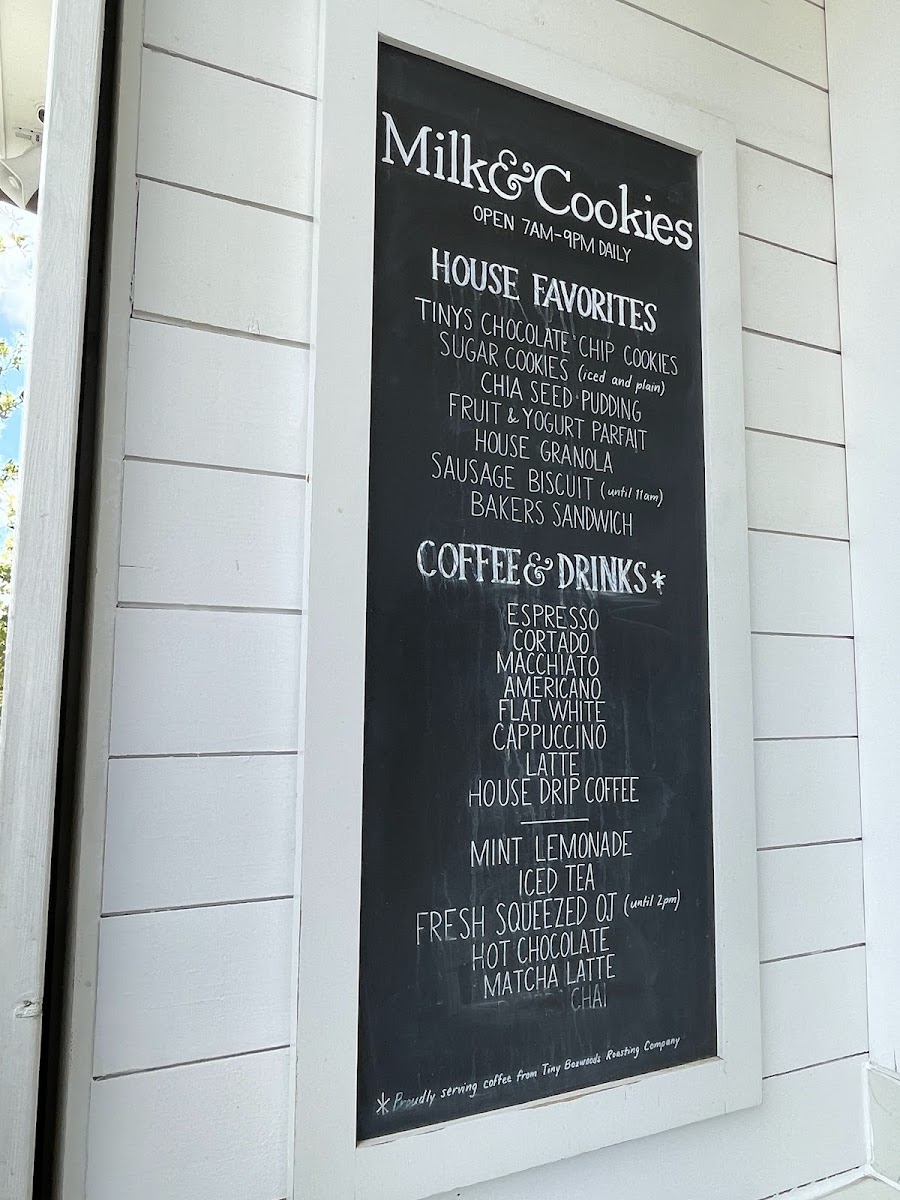 Milk&Cookies
OPEN 7AM-9PM DAILY
HOUSE FAVORITES
TINYS CHOCOLATE CHIP COOKIES
SUGAR COOKIES (iced and plain)
CHIA SEED PUDDING
FRUIT & YOGURT PARFAIT
HOUSE GRANOLA
SAUSAGE BISCUIT (until 11am)
BAKERS SANDWICH
COFFEE & DRINKS*
ESPRESSO
CORTADO
MACCHIATO
AMERICANO
FLAT WHITE
CAPPUCCINO
LATTE
HOUSE DRIP COFFEE
MINT LEMONADE
ICED TEA
FRESH SQUEEZED OJ (until 2pm)
HOT CHOCOLATE
MATCHA LATTE
CHAI
*Proudly serving coffee from Tiny Boxwoods Roasting Company